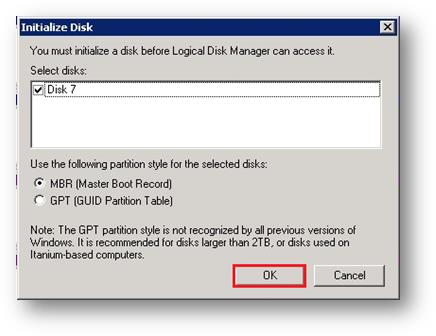 Initialize Disk
You must initialize a disk before Logical Disk Manager can access it.
Select disks:
Disk 7
Use the following partition style for the selected disks:
MBR (Master Boot Record)
GPT (GUID Partition Table)
Note: The GPT partition style is not recognized by all previous versions of
Windows. It is recommended for disks larger than 2TB, or disks used on
Itanium-based computers.
OK
Cancel